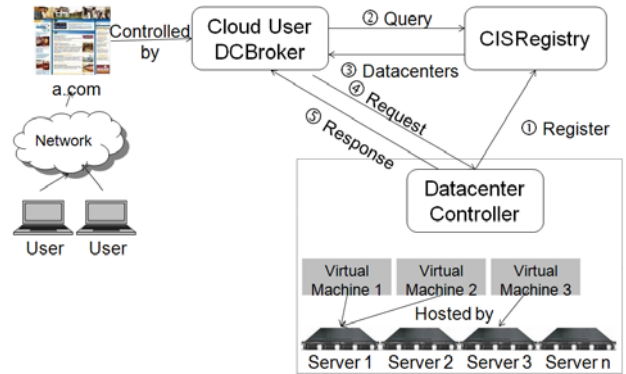 Controlled
by
Cloud User
DCBroker
② Query
CISRegistry
③ Datacenters
④ Request
⑤ Response
① Register
a.com
Network
User
User
Datacenter
Controller
Virtual
Machine 1
Virtual
Machine 2
Virtual
Machine 3
Hosted by
Server 1
Server 2
Server 3
Server n